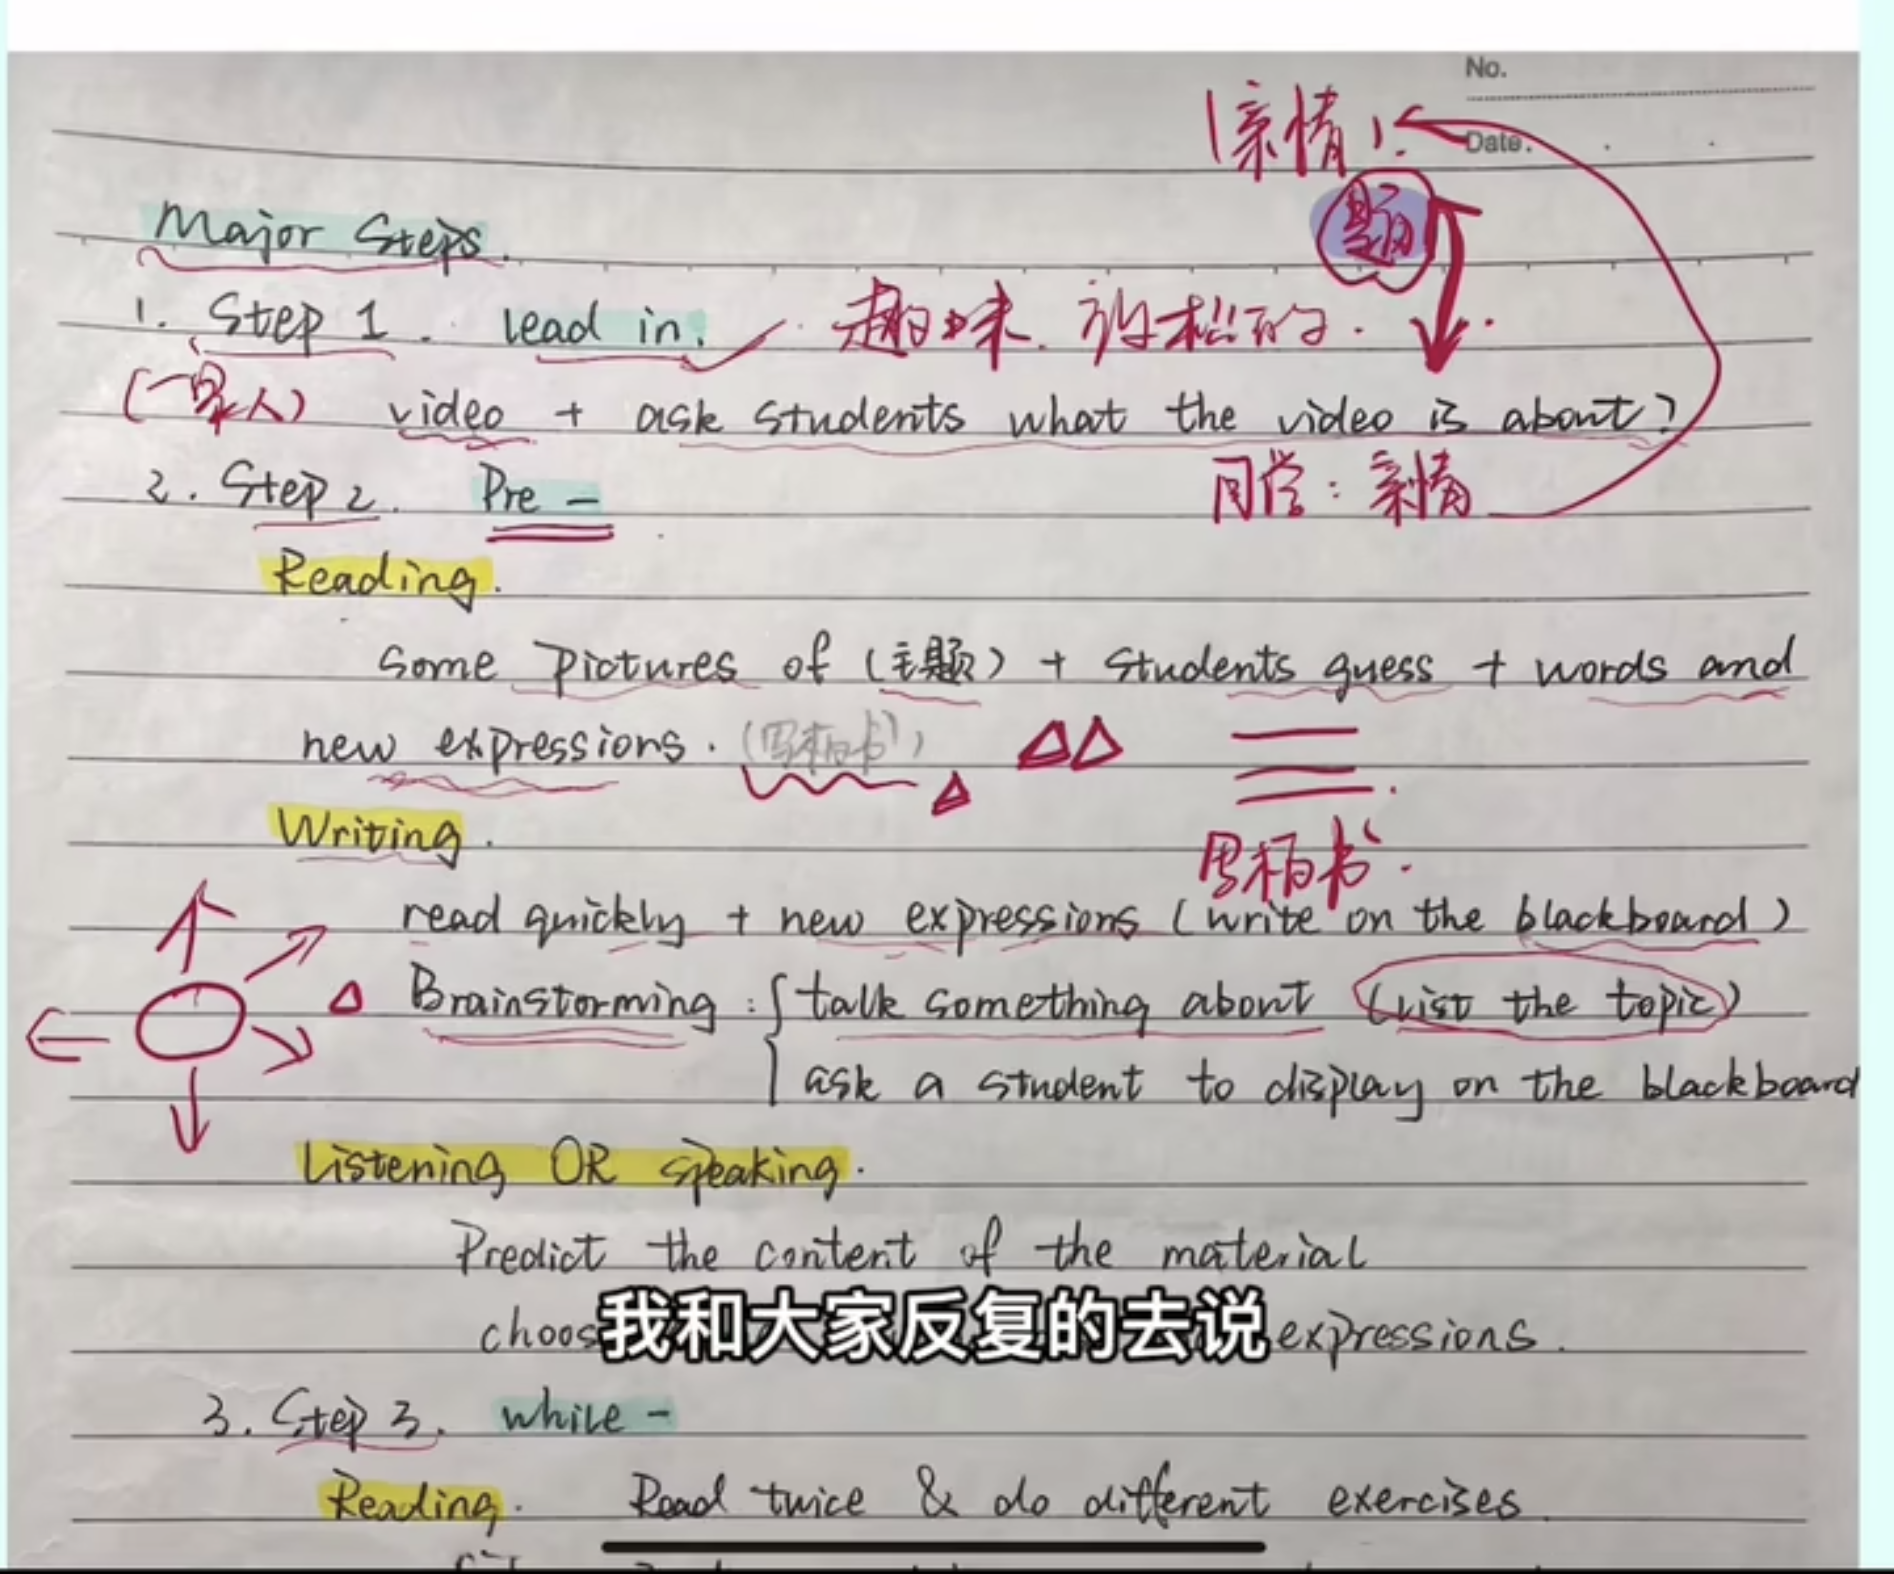 No.
(亲情).
Date.
题
Major Steps.
1. Step 1. lead in. 趣味. 放松的.
(一家人) video + ask students what the video is about?
2. Step 2. Pre - 同学: 亲情
Reading.
some pictures of (主题) + students guess + words and
new expressions. (写板书)
Writing. 写板书.
read quickly + new expressions (write on the blackboard)
Brainstorming: { talk something about (list the topic)
ask a student to display on the blackboard
Listening OR speaking.
Predict the content of the material
expressions.
我和大家反复的去说
3. Step 3. while -
Reading. Read twice & do different exercises.